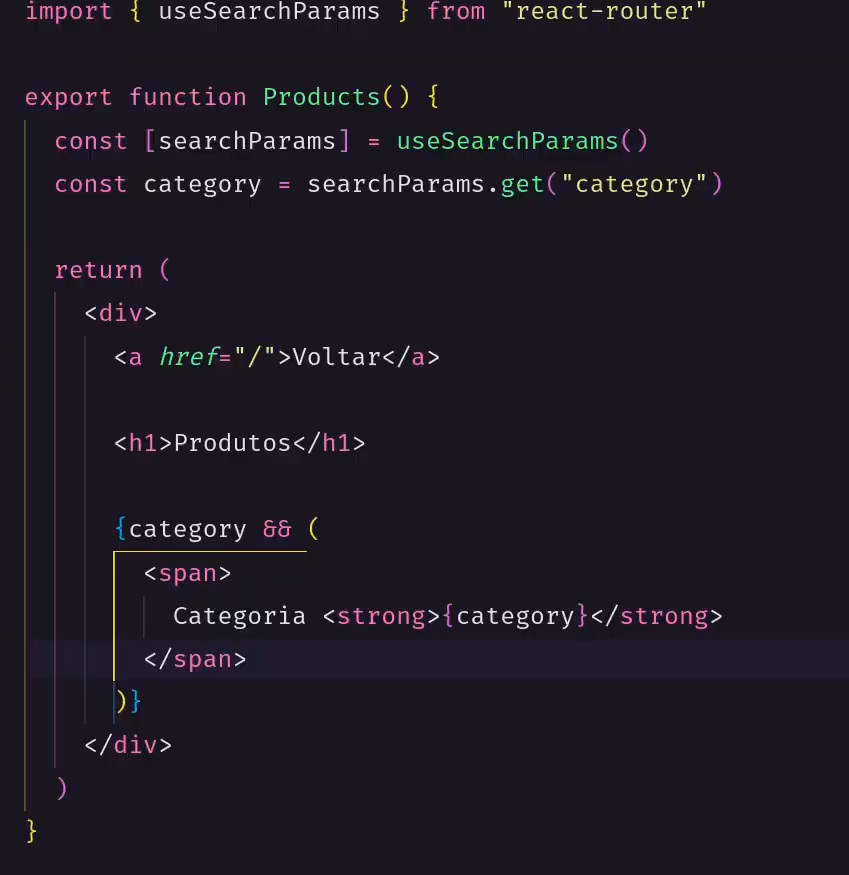 import { useSearchParams } from "react-router"
export function Products() {
const [searchParams] = useSearchParams()
const category = searchParams.get("category")
return (
<div>
<a href="/">Voltar</a>
<h1>Produtos</h1>
{category && (
<span>
Categoria <strong>{category}</strong>
</span>
)}
</div>
)
}